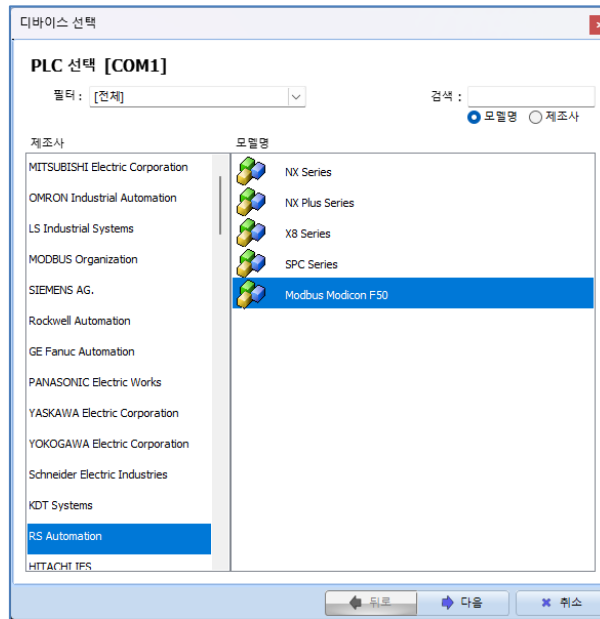 디바이스 선택
PLC 선택 [COM1]
필터 : [전체]
검색 :
모델명 제조사
제조사
모델명
MITSUBISHI Electric Corporation
OMRON Industrial Automation
LS Industrial Systems
MODBUS Organization
SIEMENS AG.
Rockwell Automation
GE Fanuc Automation
PANASONIC Electric Works
YASKAWA Electric Corporation
YOKOGAWA Electric Corporation
Schneider Electric Industries
KDT Systems
RS Automation
HITACHI IES
NX Series
NX Plus Series
X8 Series
SPC Series
Modbus Modicon F50
뒤로
다음
취소